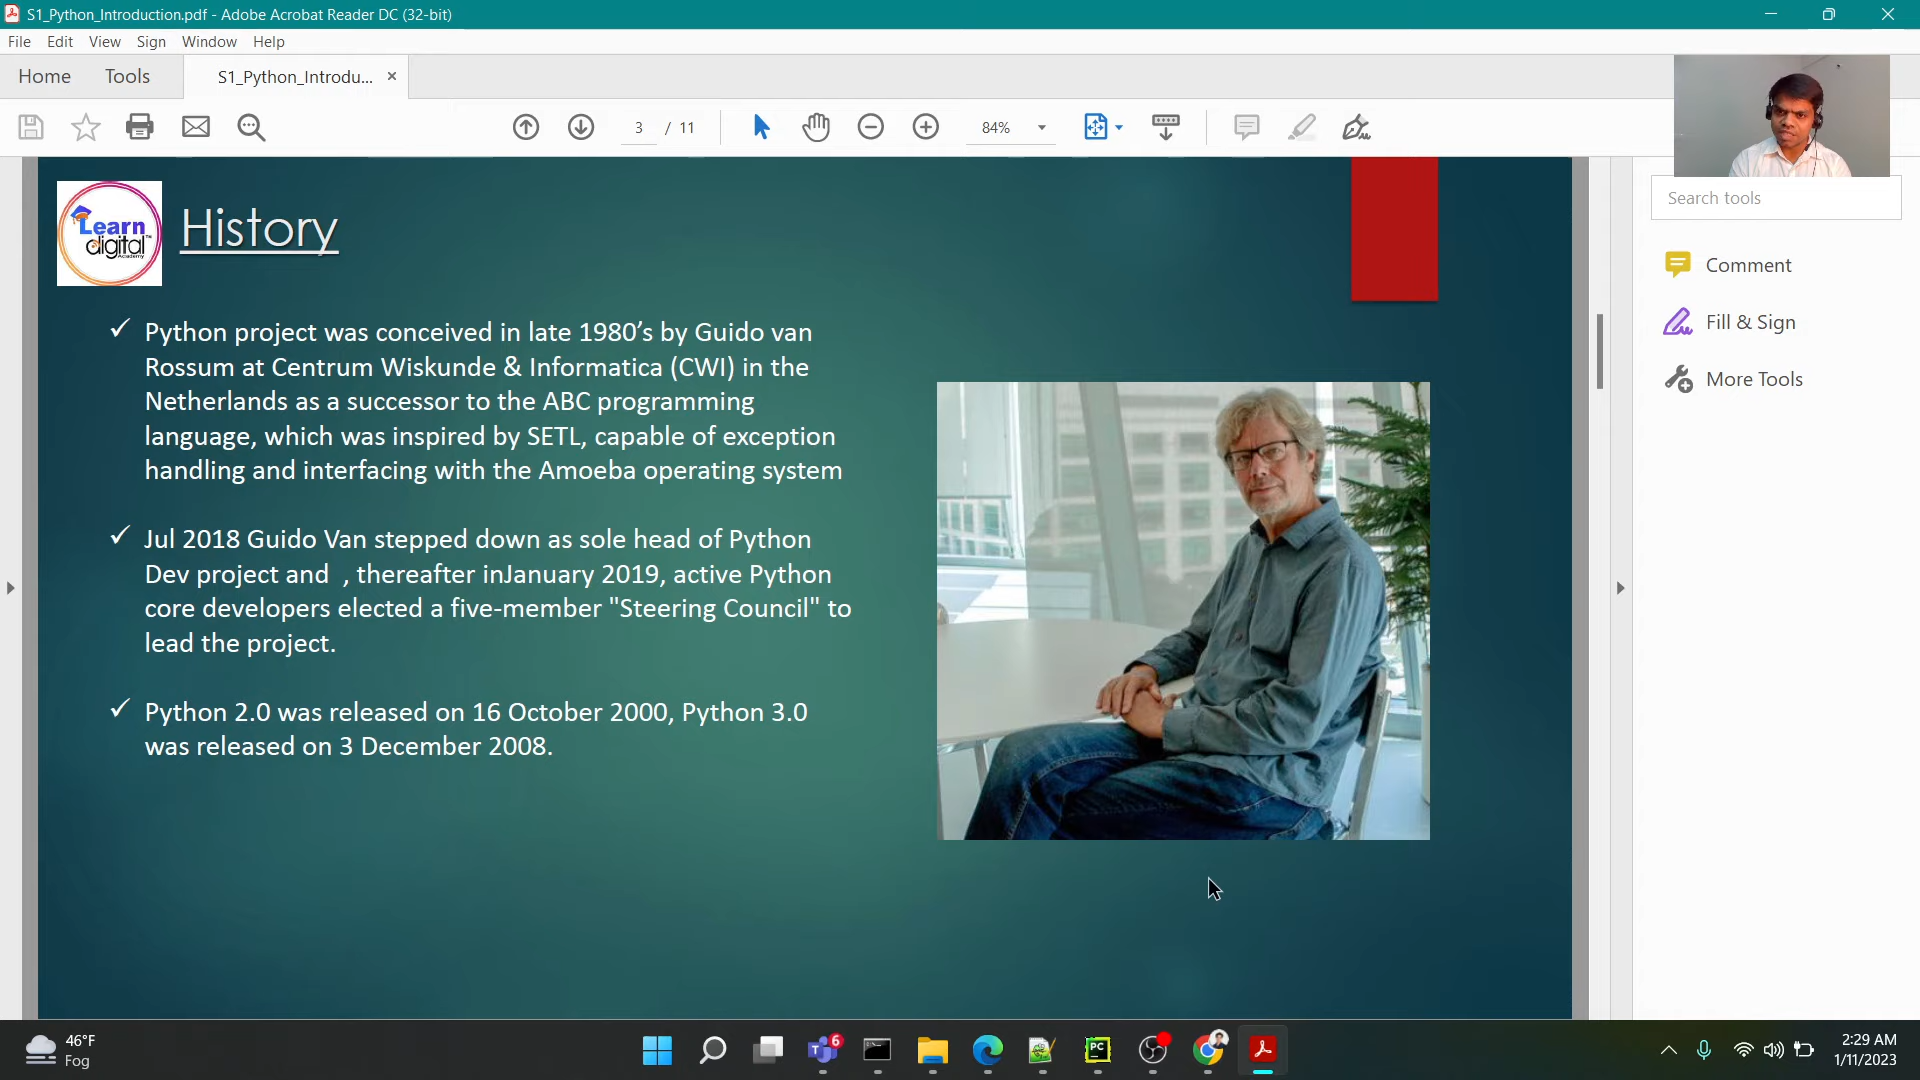 S1_Python_Introduction.pdf - Adobe Acrobat Reader DC (32-bit)
File Edit View Sign Window Help
Home Tools S1_Python_Introdu...
3 / 11 84%
Search tools
Comment
Fill & Sign
More Tools
Learn
digital
Academy
History
Python project was conceived in late 1980’s by Guido van
Rossum at Centrum Wiskunde & Informatica (CWI) in the
Netherlands as a successor to the ABC programming
language, which was inspired by SETL, capable of exception
handling and interfacing with the Amoeba operating system
Jul 2018 Guido Van stepped down as sole head of Python
Dev project and , thereafter inJanuary 2019, active Python
core developers elected a five-member "Steering Council" to
lead the project.
Python 2.0 was released on 16 October 2000, Python 3.0
was released on 3 December 2008.
46°F
Fog
6
PC
2:29 AM
1/11/2023